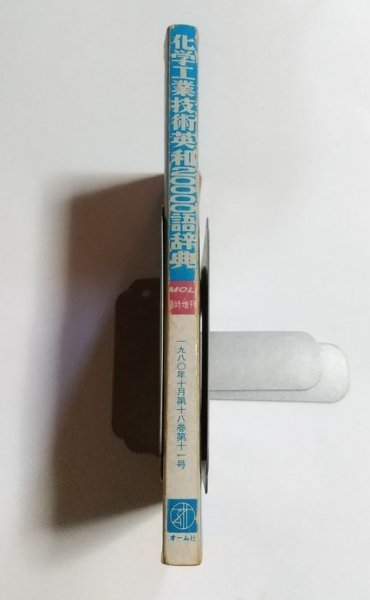 化学工業技術英和20000語辞典
MOL
臨時増刊
一九八〇年十月第十八巻第十一号
オーム社